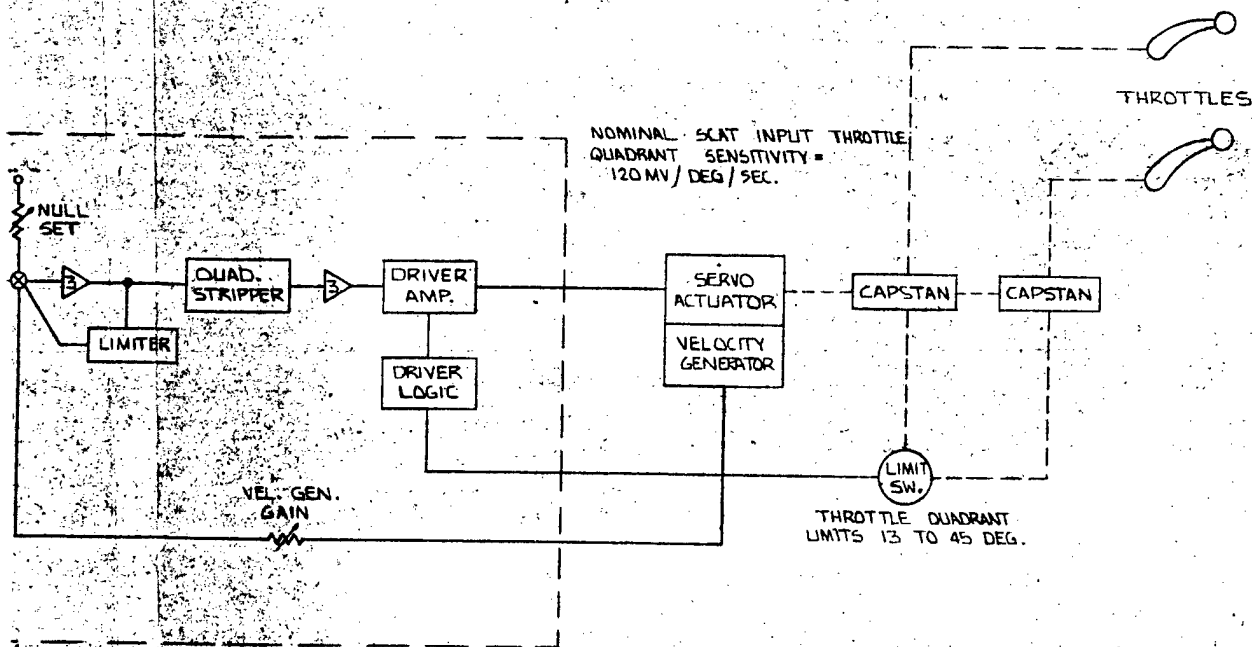 THROTTLES
NOMINAL SCAT INPUT THROTTLE
QUADRANT SENSITIVITY =
120 MV/DEG/SEC.
NULL
SET
3
QUAD.
STRIPPER
3
DRIVER
AMP.
SERVO
ACTUATOR
CAPSTAN
CAPSTAN
LIMITER
VELOCITY
GENERATOR
DRIVER
LOGIC
LIMIT
SW.
VEL. GEN.
GAIN
THROTTLE QUADRANT
LIMITS 13 TO 45 DEG.